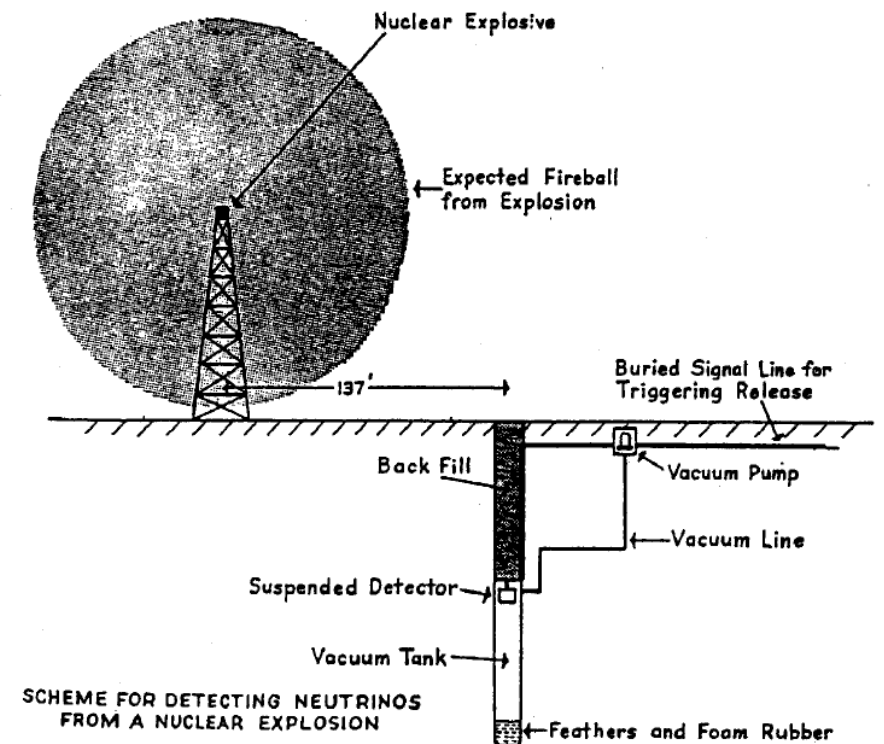 Nuclear Explosive
Expected Fireball
from Explosion
137'
Buried Signal Line for
Triggering Release
Back Fill
Vacuum Pump
Vacuum Line
Suspended Detector
Vacuum Tank
SCHEME FOR DETECTING NEUTRINOS
FROM A NUCLEAR EXPLOSION
Feathers and Foam Rubber